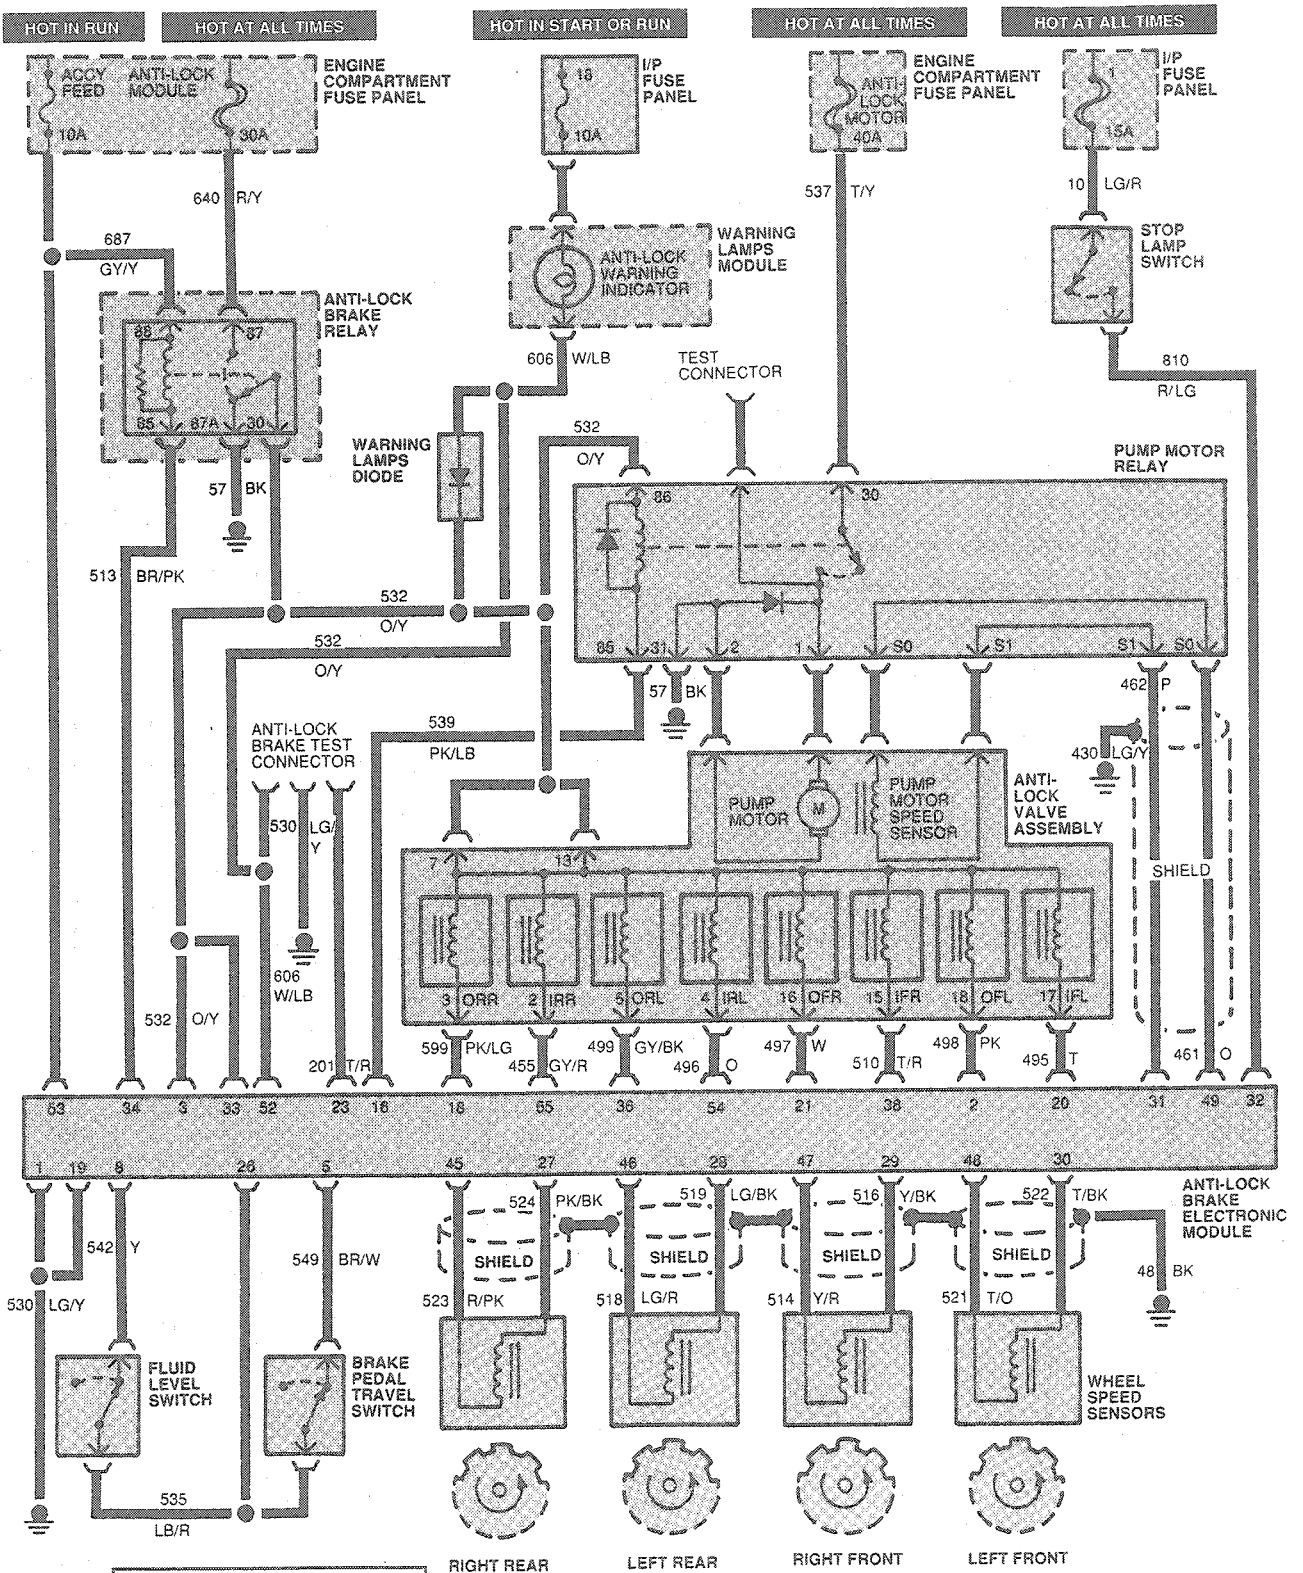 HOT IN RUN
HOT AT ALL TIMES
HOT IN START OR RUN
HOT AT ALL TIMES
HOT AT ALL TIMES
ACCY
FEED
10A
ANTI-LOCK
MODULE
30A
ENGINE
COMPARTMENT
FUSE PANEL
18
10A
I/P
FUSE
PANEL
ANTI-
LOCK
MOTOR
40A
ENGINE
COMPARTMENT
FUSE PANEL
1
15A
I/P
FUSE
PANEL
640 R/Y
537 T/Y
10 LG/R
687
GY/Y
WARNING
LAMPS
MODULE
ANTI-LOCK
WARNING
INDICATOR
STOP
LAMP
SWITCH
ANTI-LOCK
BRAKE
RELAY
87
85 87A 30
606 W/LB
TEST
CONNECTOR
810
R/LG
WARNING
LAMPS
DIODE
532
O/Y
PUMP MOTOR
RELAY
57 BK
86
30
513 BR/PK
532
O/Y
532
O/Y
85 31 2 1 S0 S1 S1 S0
57 BK
462 P
539
PK/LB
ANTI-LOCK
BRAKE TEST
CONNECTOR
430 LG/Y
PUMP
MOTOR
M
PUMP
MOTOR
SPEED
SENSOR
ANTI-
LOCK
VALVE
ASSEMBLY
530 LG/
Y
7
13
SHIELD
606
W/LB
3 ORR
2 IRR
5 ORL
4 IRL
16 OFR
15 IFR
18 OFL
17 IFL
532 O/Y
201 T/R
599 PK/LG
455 GY/R
499 GY/BK
496 O
497 W
510 T/R
498 PK
495 T
461 O
53 34 3 33 52 23 16 18 55 36 54 21 38 2 20 31 49 32
1 19 8 26 5 45 27 46 28 47 29 48 30
ANTI-LOCK
BRAKE
ELECTRONIC
MODULE
542 Y
549 BR/W
524 PK/BK
519 LG/BK
516 Y/BK
522 T/BK
SHIELD
SHIELD
SHIELD
SHIELD
48 BK
530 LG/Y
523 R/PK
518 LG/R
514 Y/R
521 T/O
FLUID
LEVEL
SWITCH
BRAKE
PEDAL
TRAVEL
SWITCH
WHEEL
SPEED
SENSORS
535
LB/R
RIGHT REAR
LEFT REAR
RIGHT FRONT
LEFT FRONT